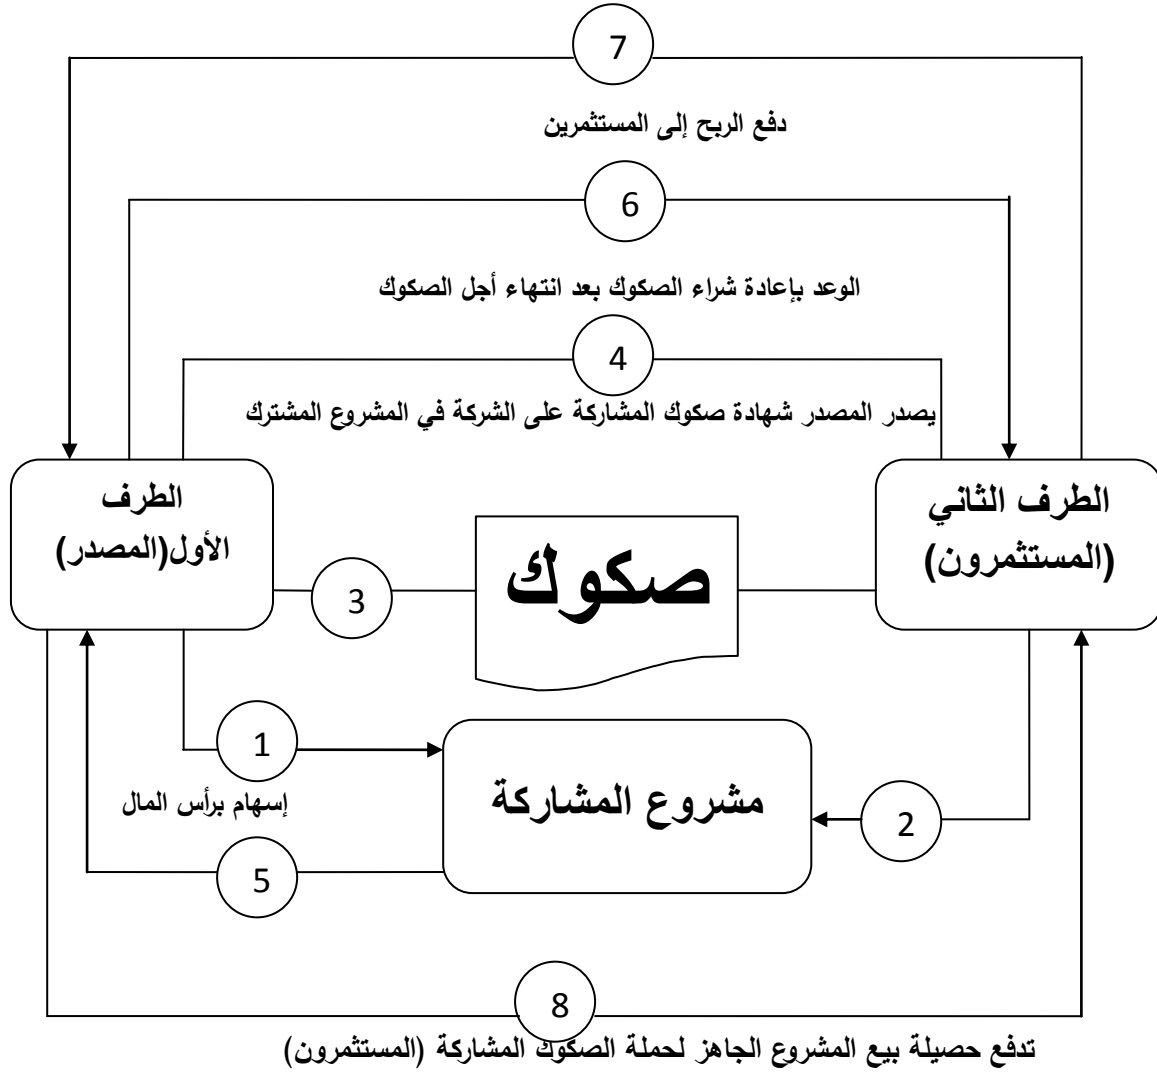 7
دفع الربح إلى المستثمرين
6
الوعد بإعادة شراء الصكوك بعد انتهاء أجل الصكوك
4
يصدر المصدر شهادة صكوك المشاركة على الشركة في المشروع المشترك
الطرف الثاني
(المستثمرون)
الطرف
الأول(المصدر)
صكوك
3
1
مشروع المشاركة
إسهام برأس المال
2
5
8
تدفع حصيلة بيع المشروع الجاهز لحملة الصكوك المشاركة (المستثمرون)